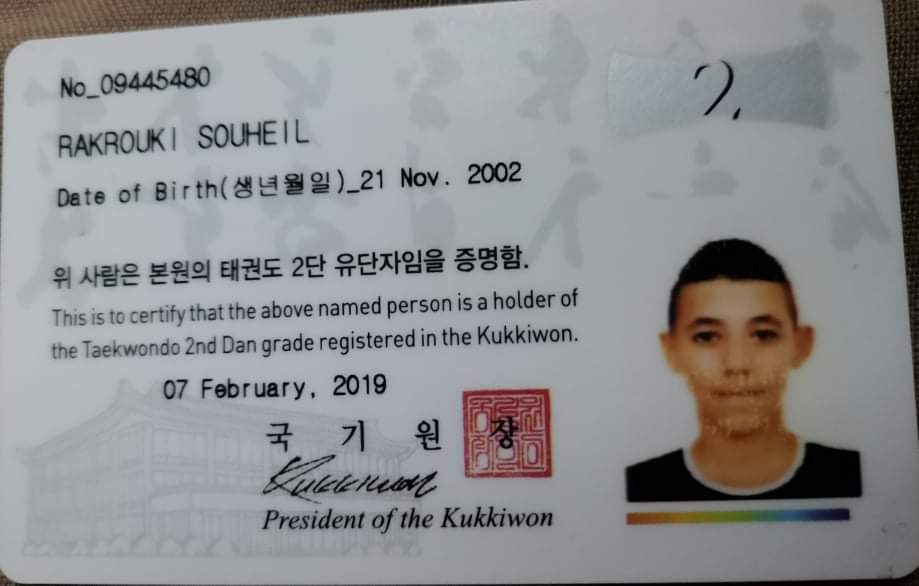 No_09445480
RAKROUKI SOUHEIL
Date of Birth(생년월일)_21 Nov. 2002
위 사람은 본원의 태권도 2단 유단자임을 증명함.
This is to certify that the above named person is a holder of
the Taekwondo 2nd Dan grade registered in the Kukkiwon.
07 February, 2019
국 기 원 장
Kukkiwon
President of the Kukkiwon